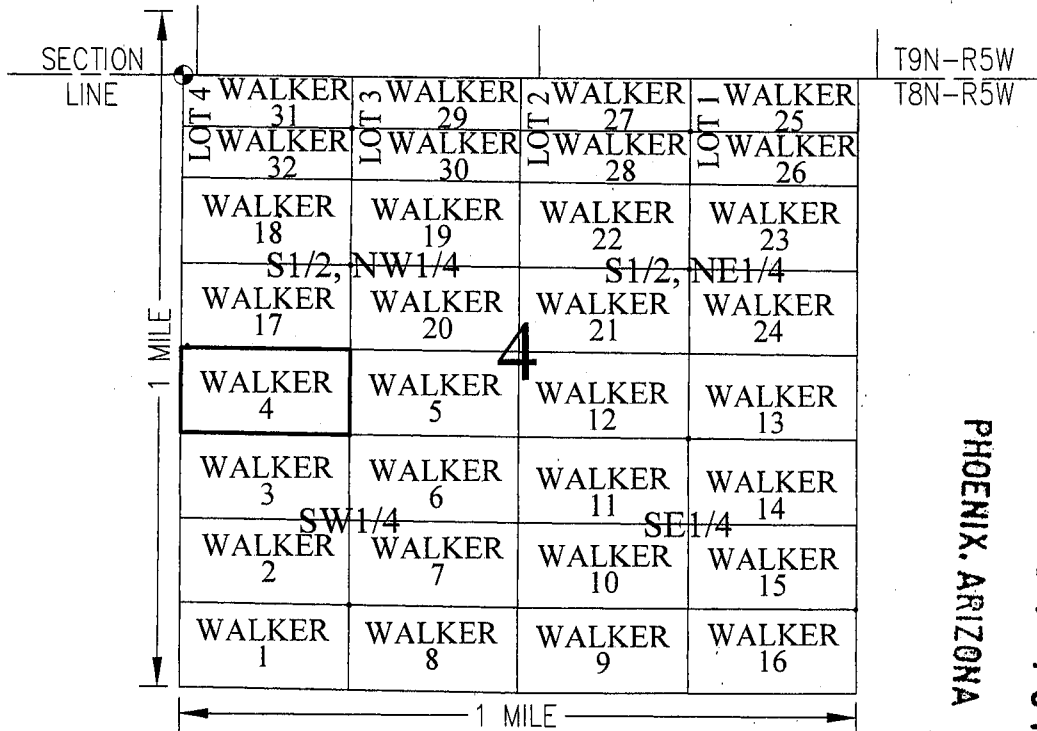 SECTION
LINE
T9N-R5W
T8N-R5W
LOT 4
WALKER
31
LOT 3
WALKER
29
LOT 2
WALKER
27
LOT 1
WALKER
25
WALKER
32
WALKER
30
WALKER
28
WALKER
26
WALKER
18
WALKER
19
WALKER
22
WALKER
23
S1/2, NW1/4
S1/2, NE1/4
WALKER
17
WALKER
20
WALKER
21
WALKER
24
4
1 MILE
WALKER
4
WALKER
5
WALKER
12
WALKER
13
WALKER
3
WALKER
6
WALKER
11
WALKER
14
SW1/4
SE1/4
WALKER
2
WALKER
7
WALKER
10
WALKER
15
WALKER
1
WALKER
8
WALKER
9
WALKER
16
1 MILE
PHOENIX, ARIZONA